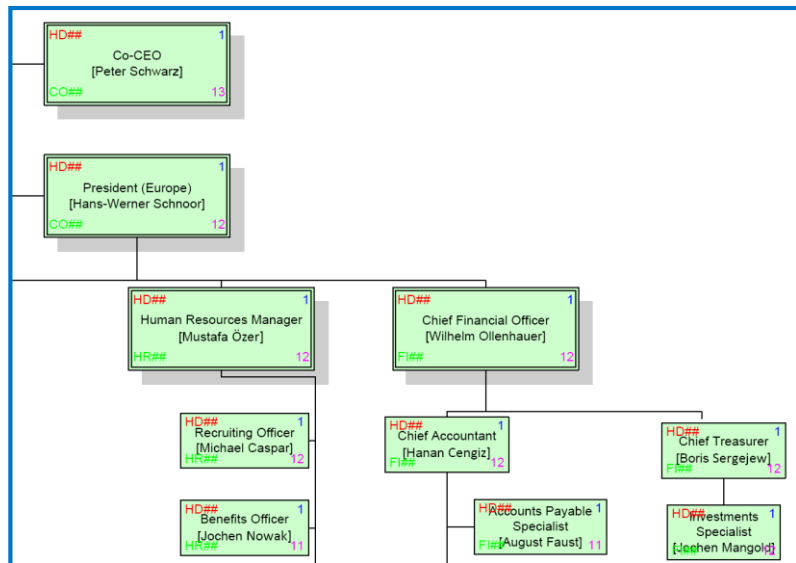 HD## 1
Co-CEO
[Peter Schwarz]
CO## 13
HD## 1
President (Europe)
[Hans-Werner Schnoor]
CO## 12
HD## 1
Human Resources Manager
[Mustafa Özer]
HR## 12
HD## 1
Chief Financial Officer
[Wilhelm Ollenhauer]
FI## 12
HD## 1
Recruiting Officer
[Michael Caspar]
HR## 12
HD## 1
Chief Accountant
[Hanan Cengiz]
FI## 12
HD## 1
Chief Treasurer
[Boris Sergejew]
FI## 12
HD## 1
Benefits Officer
[Jochen Nowak]
HR## 11
HD## 1
Accounts Payable
Specialist
[August Faust]
FI## 11
HD## 1
Investments
Specialist
[Jochen Mangold]
12